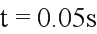 t = 0.05s